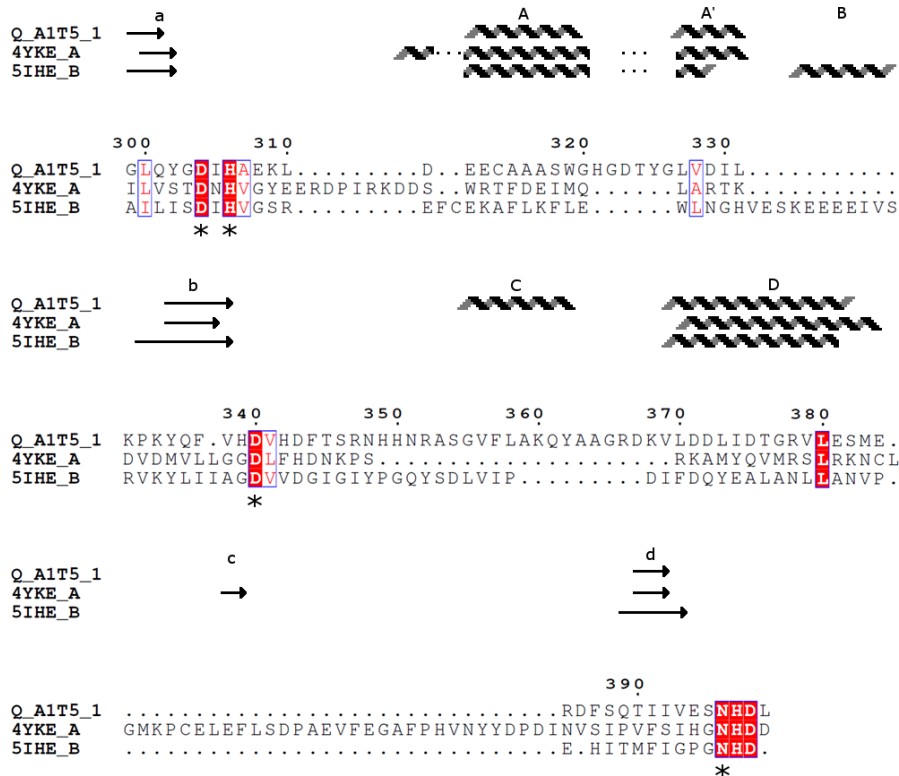 a A A' B
Q_A1T5_1
4YKE_A ... ...
5IHE_B ...
300 310 320 330
Q_A1T5_1 GLQYGDIHAEKL..........D..EECAAASWGHGDTYGLVDIL...........
4YKE_A ILVSTDNHVGYEERDPIRKDDS..WRTFDEIMQ......LARTK...........
5IHE_B AILISDIHVGSR.........EFCEKAFLKFLE......WLNGHVESKEEEEIVS
* *
b C D
Q_A1T5_1
4YKE_A
5IHE_B
340 350 360 370 380
Q_A1T5_1 KPKYQF.VHDVHDFTSRNHHNRASGVFLAKQYAAGRDKVLDDLIDTGRVLESME.
4YKE_A DVDMVLLGGDLFHDNKPS.....................RKAMYQVMRSLRKNCL
5IHE_B RVKYLIIAGDVVDGIGIYPGQYSDLVIP.........DIFDQYEALANLLANVP.
*
c d
Q_A1T5_1
4YKE_A
5IHE_B
390
Q_A1T5_1 ...............................RDFSQTIIVESNHDL
4YKE_A GMKPCELEFLSDPAEVFEGAFPHVNYYDPDINVSIPVFSIHGNHDD
5IHE_B ...............................E.HITMFIGPGNHD.
*